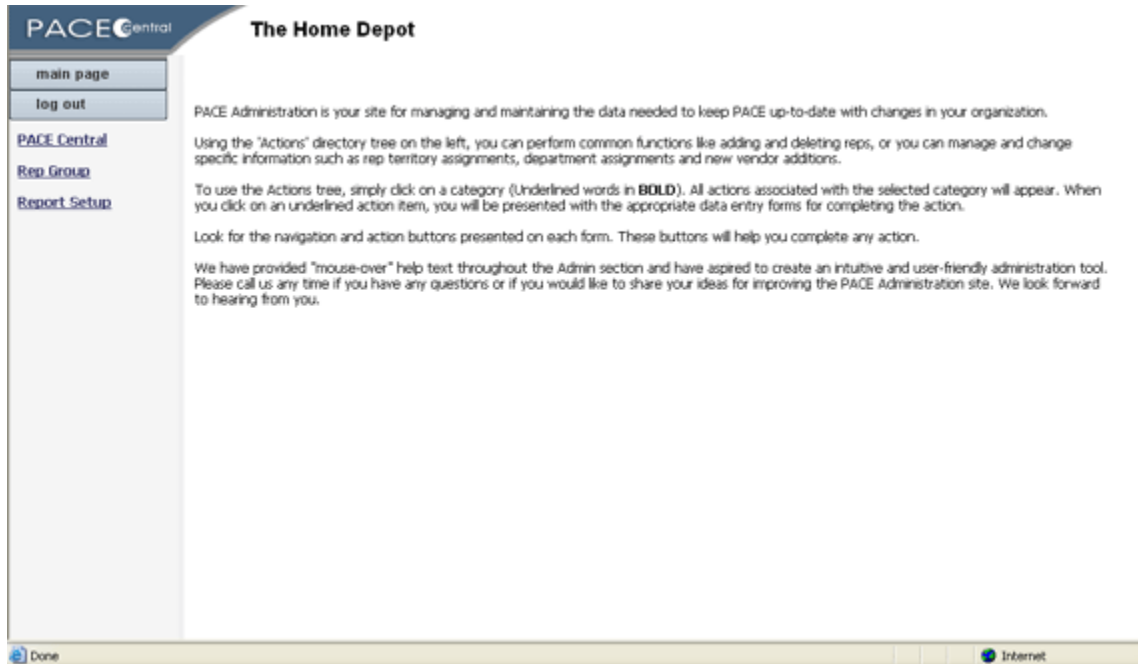 PACE Central
The Home Depot
main page
log out
PACE Central
Rep Group
Report Setup
PACE Administration is your site for managing and maintaining the data needed to keep PACE up-to-date with changes in your organization.
Using the "Actions" directory tree on the left, you can perform common functions like adding and deleting reps, or you can manage and change
specific information such as rep territory assignments, department assignments and new vendor additions.
To use the Actions tree, simply click on a category (Underlined words in BOLD). All actions associated with the selected category will appear. When
you click on an underlined action item, you will be presented with the appropriate data entry forms for completing the action.
Look for the navigation and action buttons presented on each form. These buttons will help you complete any action.
We have provided "mouse-over" help text throughout the Admin section and have aspired to create an intuitive and user-friendly administration tool.
Please call us any time if you have any questions or if you would like to share your ideas for improving the PACE Administration site. We look forward
to hearing from you.
Done
Internet